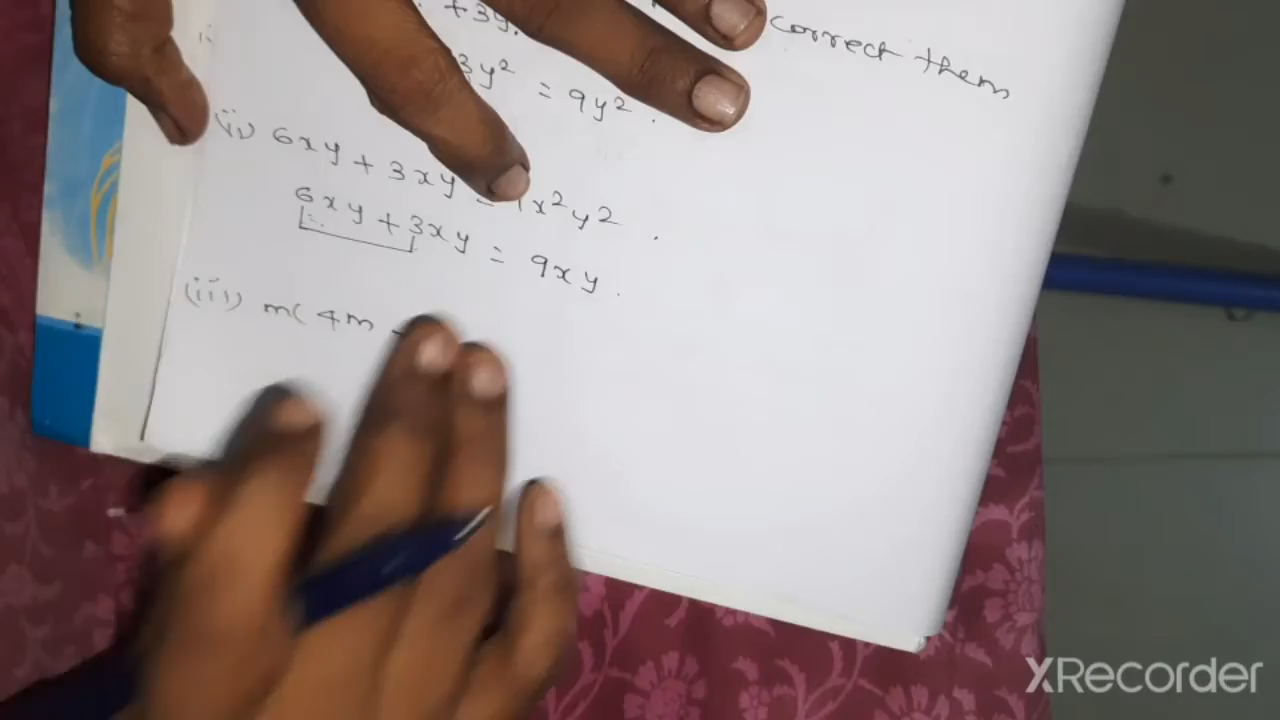 correct them
+3y.
3y² = 9y².
(ii) 6xy + 3xy = x²y².
6xy + 3xy = 9xy.
(iii) m( 4m
XRecorder